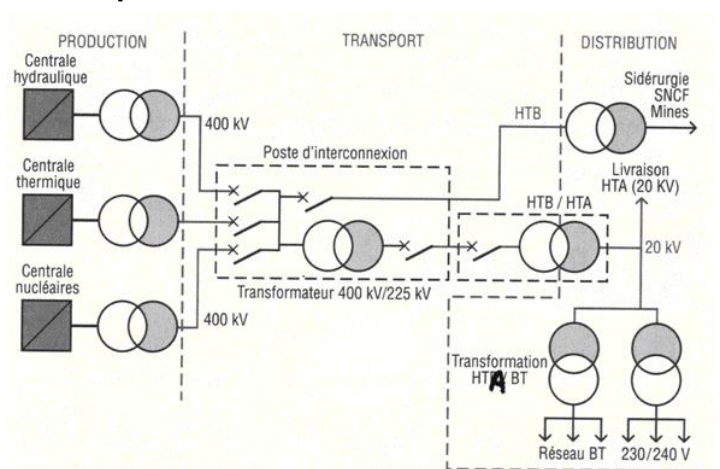 PRODUCTION
TRANSPORT
DISTRIBUTION
Centrale
hydraulique
400 kV
HTB
Sidérurgie
SNCF
Mines
Poste d'interconnexion
Centrale
thermique
Livraison
HTA (20 KV)
HTB / HTA
20 kV
Centrale
nucléaires
400 kV
Transformateur 400 kV/225 kV
Transformation
HTA / BT
Réseau BT
230/240 V